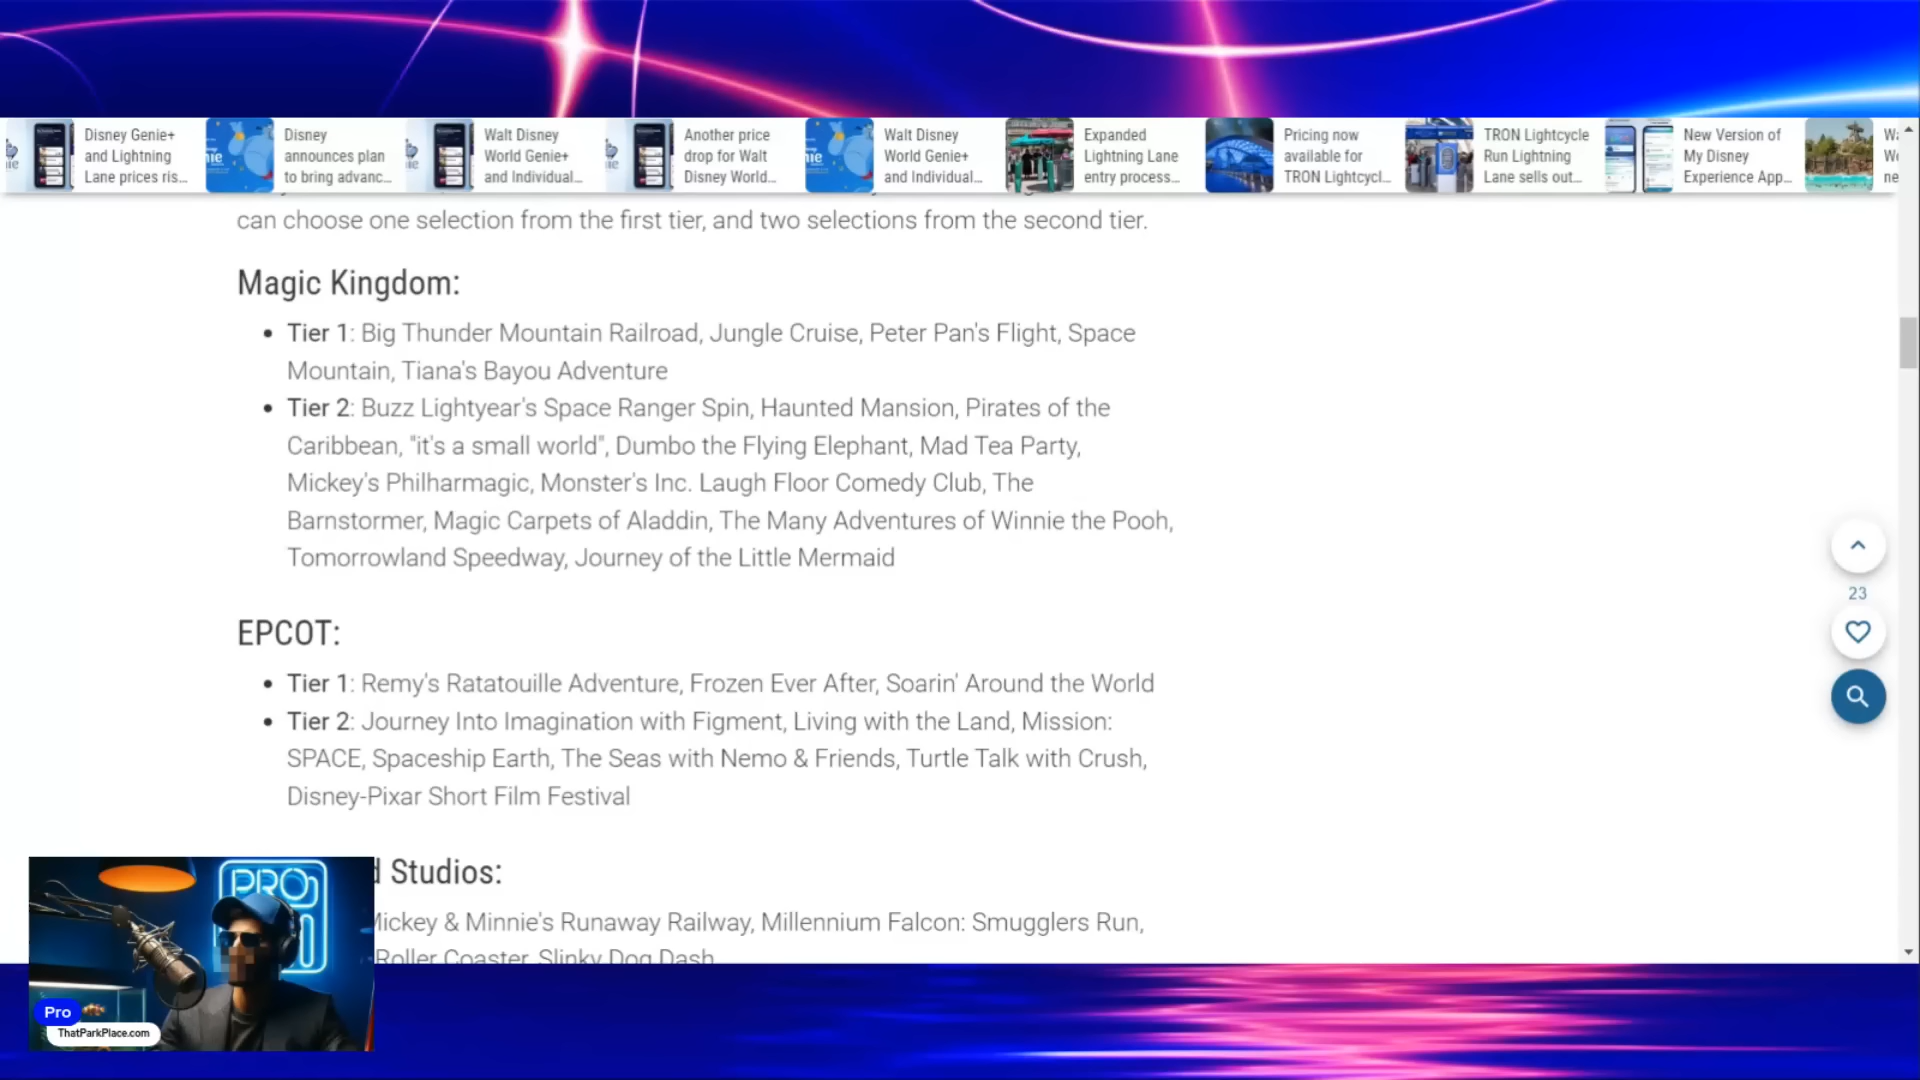 Disney Genie+
and Lightning
Lane prices ris...
Disney
announces plan
to bring advanc...
Walt Disney
World Genie+
and Individual...
Another price
drop for Walt
Disney World...
Walt Disney
World Genie+
and Individual...
Expanded
Lightning Lane
entry process...
Pricing now
available for
TRON Lightcycl...
TRON Lightcycle
Run Lightning
Lane sells out...
New Version of
My Disney
Experience App...
can choose one selection from the first tier, and two selections from the second tier.
Magic Kingdom:
• Tier 1: Big Thunder Mountain Railroad, Jungle Cruise, Peter Pan's Flight, Space
Mountain, Tiana's Bayou Adventure
• Tier 2: Buzz Lightyear's Space Ranger Spin, Haunted Mansion, Pirates of the
Caribbean, "it's a small world", Dumbo the Flying Elephant, Mad Tea Party,
Mickey's Philharmagic, Monster's Inc. Laugh Floor Comedy Club, The
Barnstormer, Magic Carpets of Aladdin, The Many Adventures of Winnie the Pooh,
Tomorrowland Speedway, Journey of the Little Mermaid
23
EPCOT:
• Tier 1: Remy's Ratatouille Adventure, Frozen Ever After, Soarin' Around the World
• Tier 2: Journey Into Imagination with Figment, Living with the Land, Mission:
SPACE, Spaceship Earth, The Seas with Nemo & Friends, Turtle Talk with Crush,
Disney-Pixar Short Film Festival
d Studios:
Mickey & Minnie's Runaway Railway, Millennium Falcon: Smugglers Run,
Roller Coaster, Slinky Dog Dash
PRO
Pro
ThatParkPlace.com